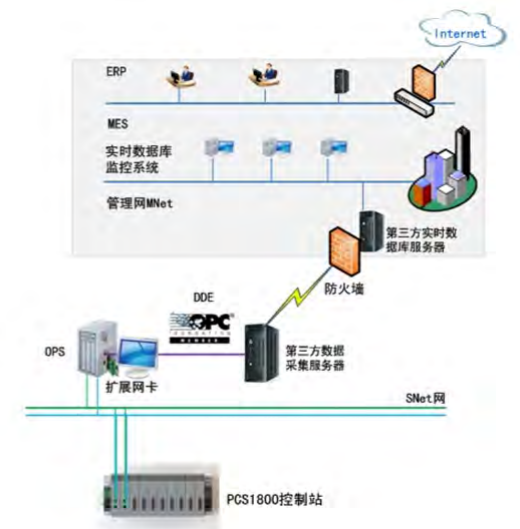 Internet
ERP
MES
实时数据库
监控系统
管理网MNet
第三方实时数
据库服务器
防火墙
DDE
OPC
FOUNDATION
MEMBER
OPS
扩展网卡
第三方数据
采集服务器
SNet网
PCS1800控制站